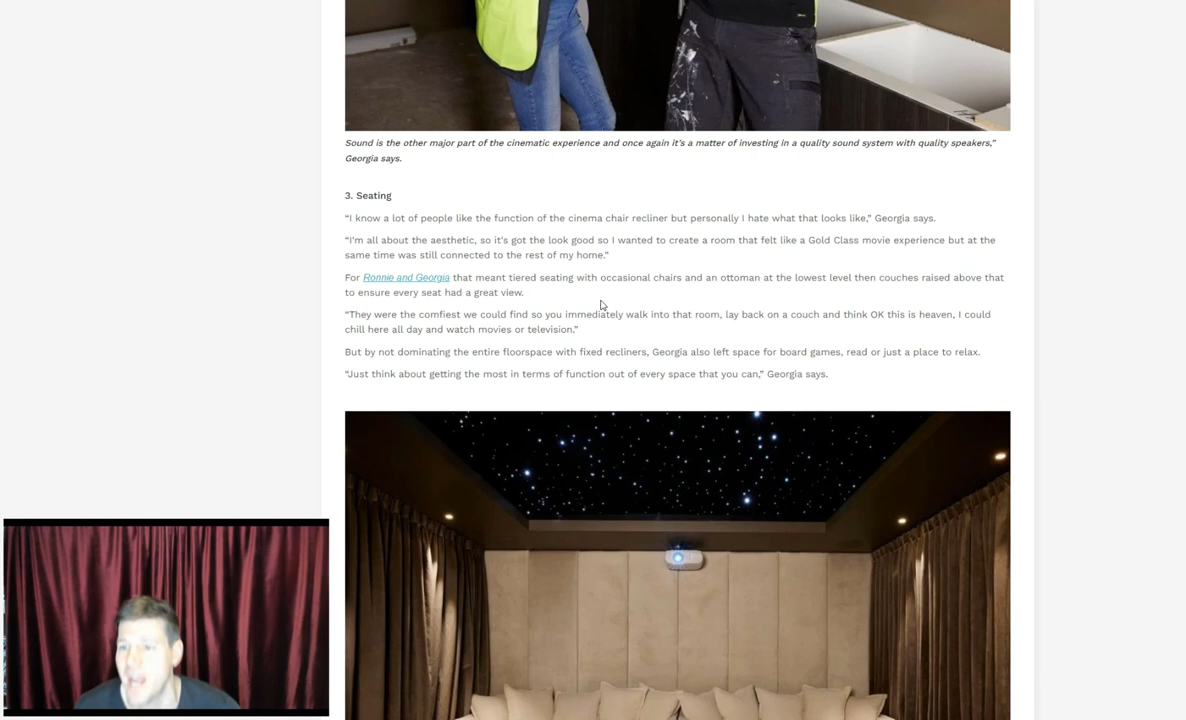 Sound is the other major part of the cinematic experience and once again it’s a matter of investing in a quality sound system with quality speakers,”
Georgia says.
3. Seating
“I know a lot of people like the function of the cinema chair recliner but personally I hate what that looks like,” Georgia says.
“I'm all about the aesthetic, so it's got the look good so I wanted to create a room that felt like a Gold Class movie experience but at the
same time was still connected to the rest of my home.”
For Ronnie and Georgia that meant tiered seating with occasional chairs and an ottoman at the lowest level then couches raised above that
to ensure every seat had a great view.
“They were the comfiest we could find so you immediately walk into that room, lay back on a couch and think OK this is heaven, I could
chill here all day and watch movies or television.”
But by not dominating the entire floorspace with fixed recliners, Georgia also left space for board games, read or just a place to relax.
“Just think about getting the most in terms of function out of every space that you can,” Georgia says.